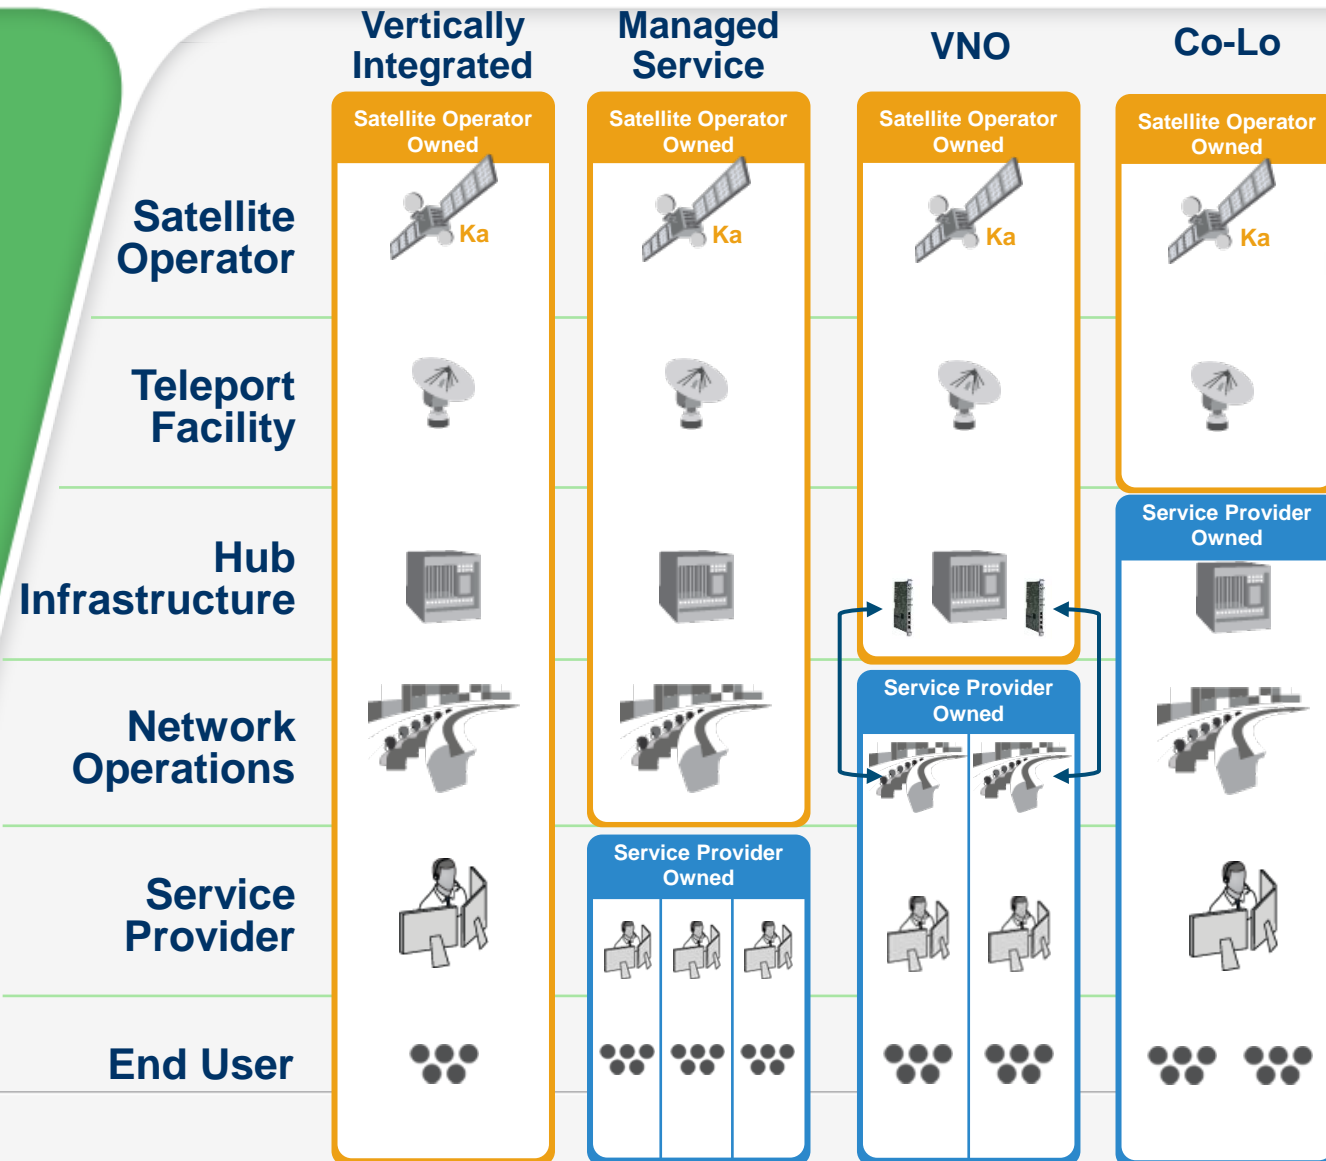 Vertically
Integrated
Managed
Service
VNO
Co-Lo
Satellite Operator
Owned
Satellite Operator
Owned
Satellite Operator
Owned
Satellite Operator
Owned
Satellite
Operator
Ka
Ka
Ka
Ka
Teleport
Facility
Hub
Infrastructure
Service Provider
Owned
Network
Operations
Service Provider
Owned
Service
Provider
Service Provider
Owned
End User